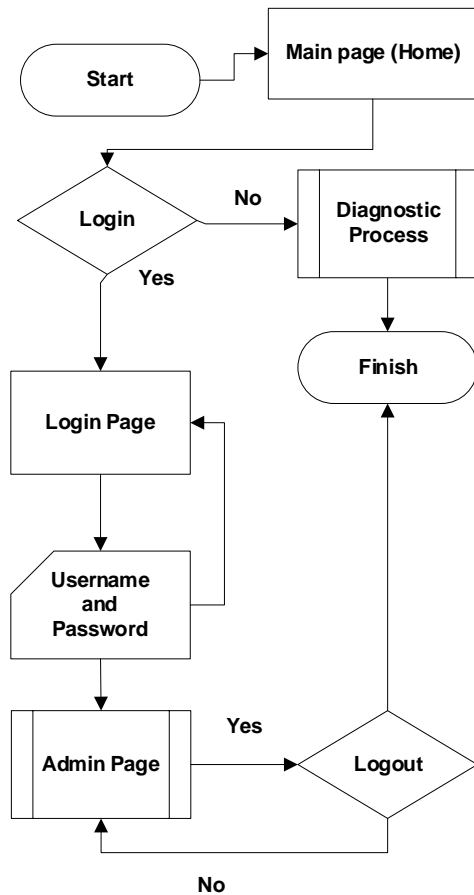 Start
Main page (Home)
Login
No
Diagnostic
Process
Yes
Finish
Login Page
Username
and
Password
Admin Page
Yes
Logout
No